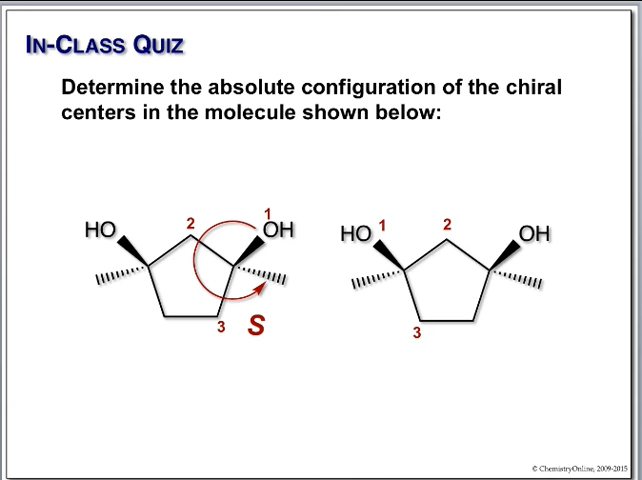 IN-CLASS QUIZ
Determine the absolute configuration of the chiral
centers in the molecule shown below:
HO
2
1
OH
3
S
HO
1
2
OH
3
© ChemistryOnline, 2009-2015